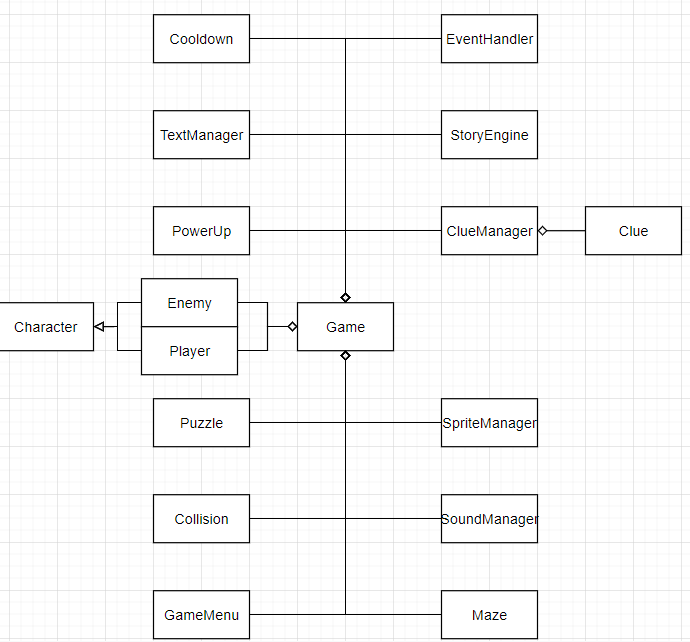 Cooldown
EventHandler
TextManager
StoryEngine
PowerUp
ClueManager
Clue
Enemy
Character
Game
Player
Puzzle
SpriteManager
Collision
SoundManager
GameMenu
Maze